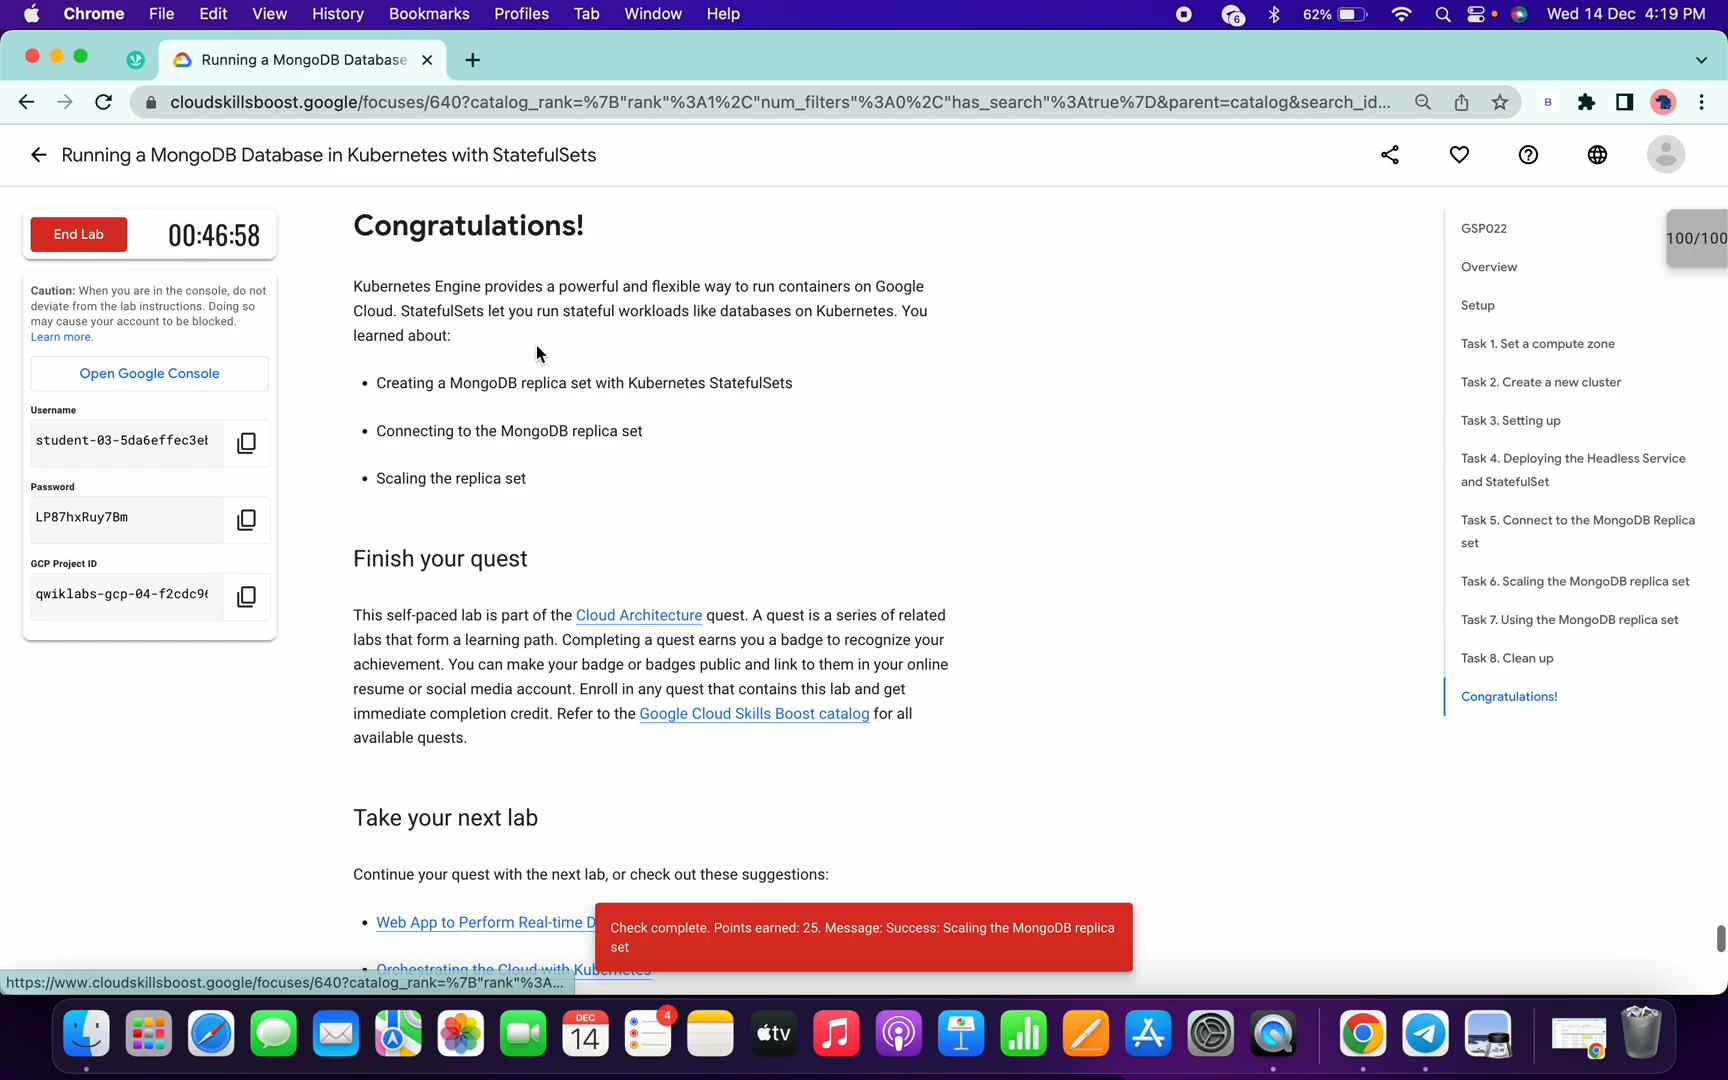 Chrome File Edit View History Bookmarks Profiles Tab Window Help
6
62%
Wed 14 Dec 4:19 PM
Running a MongoDB Database
cloudskillsboost.google/focuses/640?catalog_rank=%7B"rank"%3A1%2C"num_filters"%3A0%2C"has_search"%3Atrue%7D&parent=catalog&search_id...
B
Running a MongoDB Database in Kubernetes with StatefulSets
End Lab
00:46:58
Caution: When you are in the console, do not
deviate from the lab instructions. Doing so
may cause your account to be blocked.
Learn more.
Open Google Console
Username
student-03-5da6effec3eb
Password
LP87hxRuy7Bm
GCP Project ID
qwiklabs-gcp-04-f2cdc96
Congratulations!
Kubernetes Engine provides a powerful and flexible way to run containers on Google
Cloud. StatefulSets let you run stateful workloads like databases on Kubernetes. You
learned about:
• Creating a MongoDB replica set with Kubernetes StatefulSets
• Connecting to the MongoDB replica set
• Scaling the replica set
Finish your quest
This self-paced lab is part of the Cloud Architecture quest. A quest is a series of related
labs that form a learning path. Completing a quest earns you a badge to recognize your
achievement. You can make your badge or badges public and link to them in your online
resume or social media account. Enroll in any quest that contains this lab and get
immediate completion credit. Refer to the Google Cloud Skills Boost catalog for all
available quests.
Take your next lab
Continue your quest with the next lab, or check out these suggestions:
• Web App to Perform Real-time D
• Orchestrating the Cloud with Kubernetes
Check complete. Points earned: 25. Message: Success: Scaling the MongoDB replica
set
GSP022
100/100
Overview
Setup
Task 1. Set a compute zone
Task 2. Create a new cluster
Task 3. Setting up
Task 4. Deploying the Headless Service
and StatefulSet
Task 5. Connect to the MongoDB Replica
set
Task 6. Scaling the MongoDB replica set
Task 7. Using the MongoDB replica set
Task 8. Clean up
Congratulations!
https://www.cloudskillsboost.google/focuses/640?catalog_rank=%7B"rank"%3A...
DEC
14
4
tv